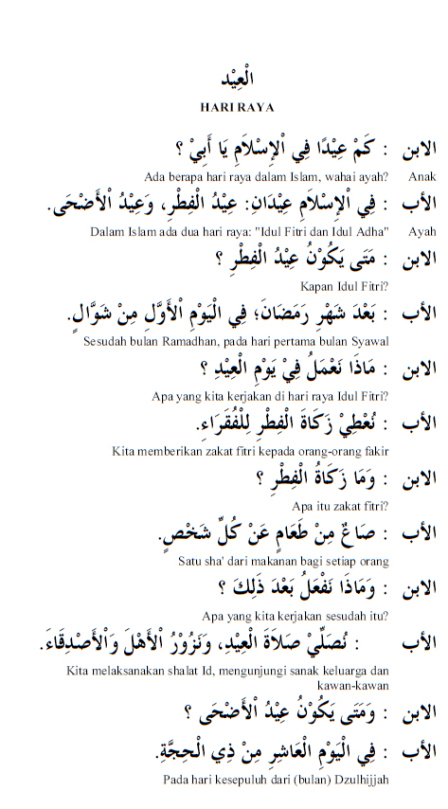 الْعِيْد
HARI RAYA
الابن : كَمْ عِيْدًا فِي الْإِسْلَامِ يَا أَبِيْ ؟
Ada berapa hari raya dalam Islam, wahai ayah? Anak
الأب : فِي الْإِسْلَامِ عِيْدَانِ: عِيْدُ الْفِطْرِ، وَعِيْدُ الْأَضْحَى.
Dalam Islam ada dua hari raya: "Idul Fitri dan Idul Adha" Ayah
الابن : مَتَى يَكُوْنُ عِيْدُ الْفِطْرِ ؟
Kapan Idul Fitri?
الأب : بَعْدَ شَهْرِ رَمَضَانَ؛ فِي الْيَوْمِ الْأَوَّلِ مِنْ شَوَّالٍ.
Sesudah bulan Ramadhan, pada hari pertama bulan Syawal
الابن : مَاذَا نَعْمَلُ فِيْ يَوْمِ الْعِيْدِ ؟
Apa yang kita kerjakan di hari raya Idul Fitri?
الأب : نُعْطِيْ زَكَاةَ الْفِطْرِ لِلْفُقَرَاءِ.
Kita memberikan zakat fitri kepada orang-orang fakir
الابن : وَمَا زَكَاةُ الْفِطْرِ ؟
Apa itu zakat fitri?
الأب : صَاعٌ مِنْ طَعَامٍ عَنْ كُلِّ شَخْصٍ.
Satu sha' dari makanan bagi setiap orang
الابن : وَمَاذَا نَفْعَلُ بَعْدَ ذَلِكَ ؟
Apa yang kita kerjakan sesudah itu?
الأب : نُصَلِّيْ صَلَاةَ الْعِيْدِ، وَنَزُوْرُ الْأَهْلَ وَالْأَصْدِقَاءَ.
Kita melaksanakan shalat Id, mengunjungi sanak keluarga dan
kawan-kawan
الابن : وَمَتَى يَكُوْنُ عِيْدُ الْأَضْحَى ؟
الأب : فِي الْيَوْمِ الْعَاشِرِ مِنْ ذِي الْحِجَّةِ.
Pada hari kesepuluh dari (bulan) Dzulhijjah